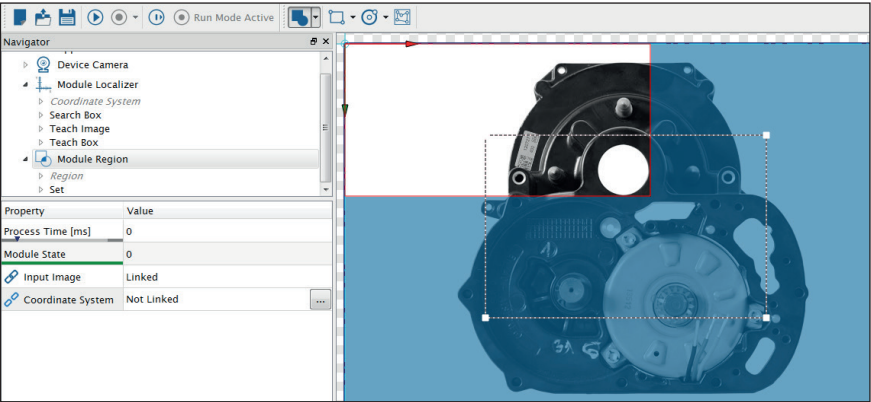 Run Mode Active
Navigator
Device Camera
Module Localizer
Coordinate System
Search Box
Teach Image
Teach Box
Module Region
Region
Set
Property Value
Process Time [ms] 0
Module State 0
Input Image Linked
Coordinate System Not Linked ...